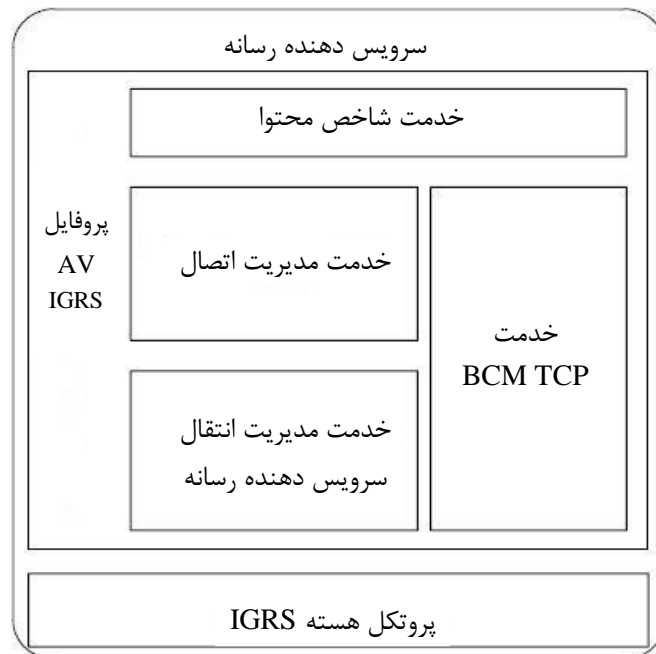 سرویس دهنده رسانه
خدمت شاخص محتوا
پروفایل
AV
IGRS
خدمت مدیریت اتصال
خدمت
BCM TCP
خدمت مدیریت انتقال
سرویس دهنده رسانه
پروتکل هسته IGRS